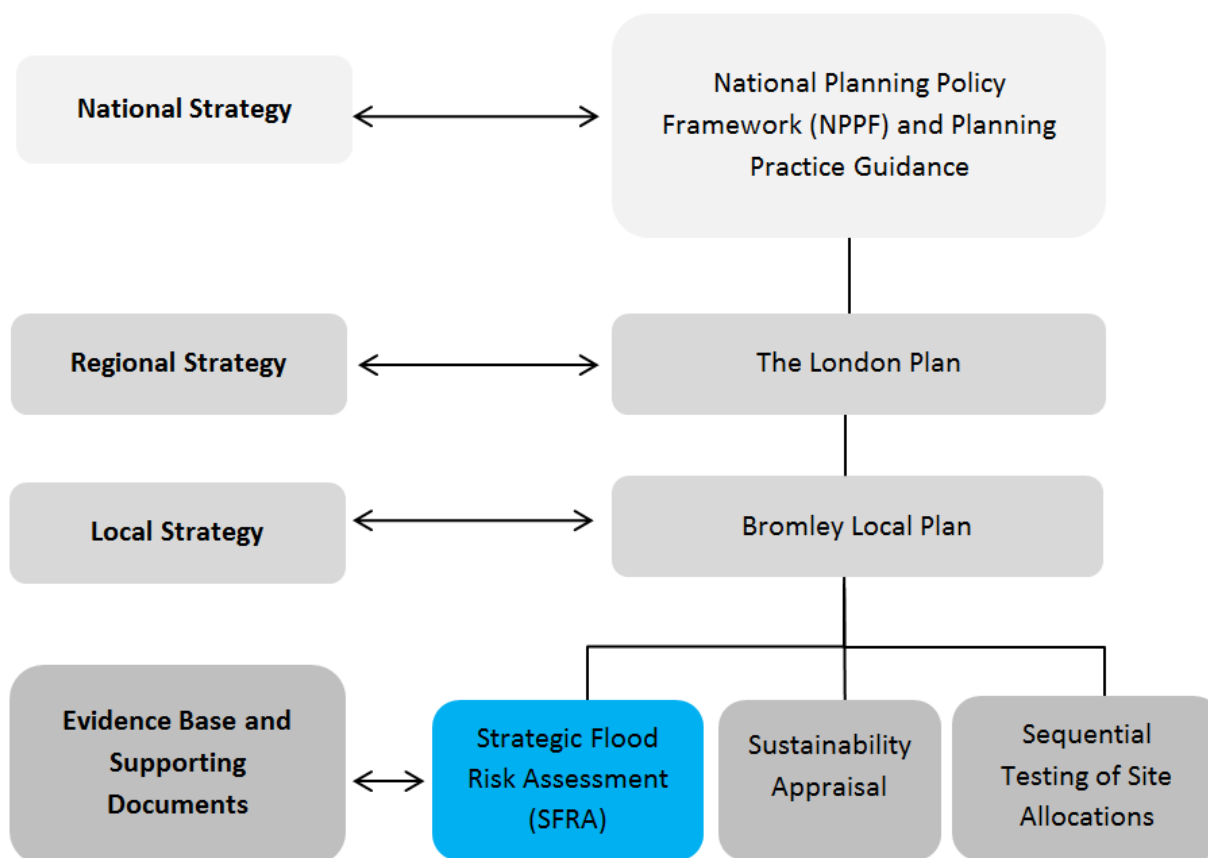 National Strategy
National Planning Policy
Framework (NPPF) and Planning
Practice Guidance
Regional Strategy
The London Plan
Local Strategy
Bromley Local Plan
Evidence Base and
Supporting
Documents
Strategic Flood
Risk Assessment
(SFRA)
Sustainability
Appraisal
Sequential
Testing of Site
Allocations